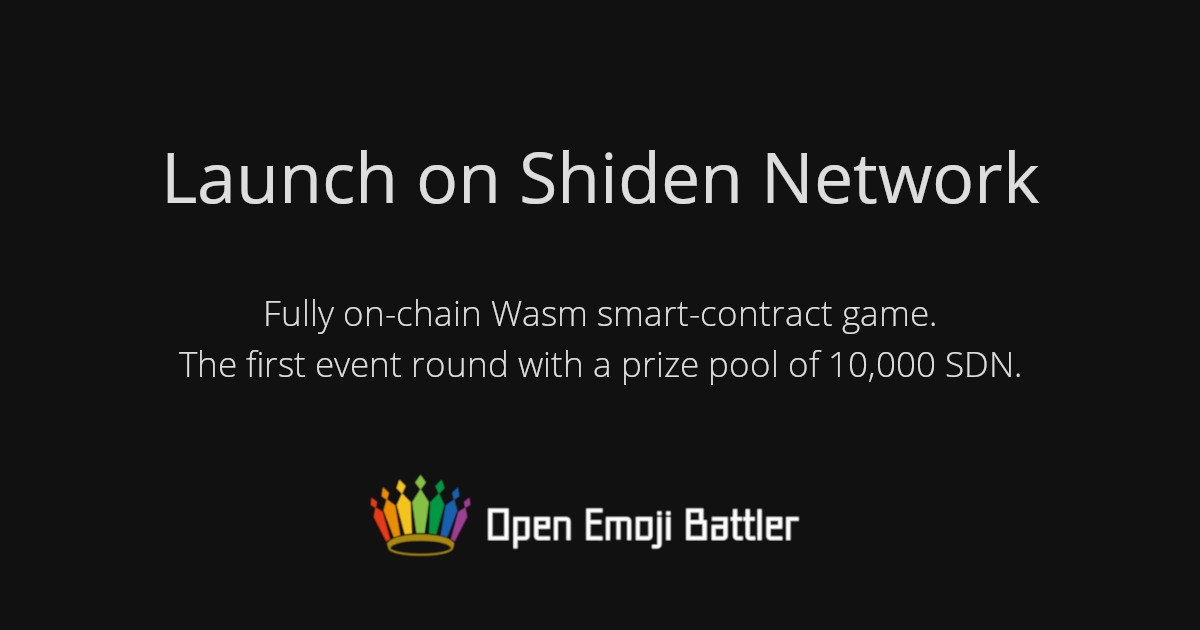 Launch on Shiden Network
Fully on-chain Wasm smart-contract game.
The first event round with a prize pool of 10,000 SDN.
Open Emoji Battler